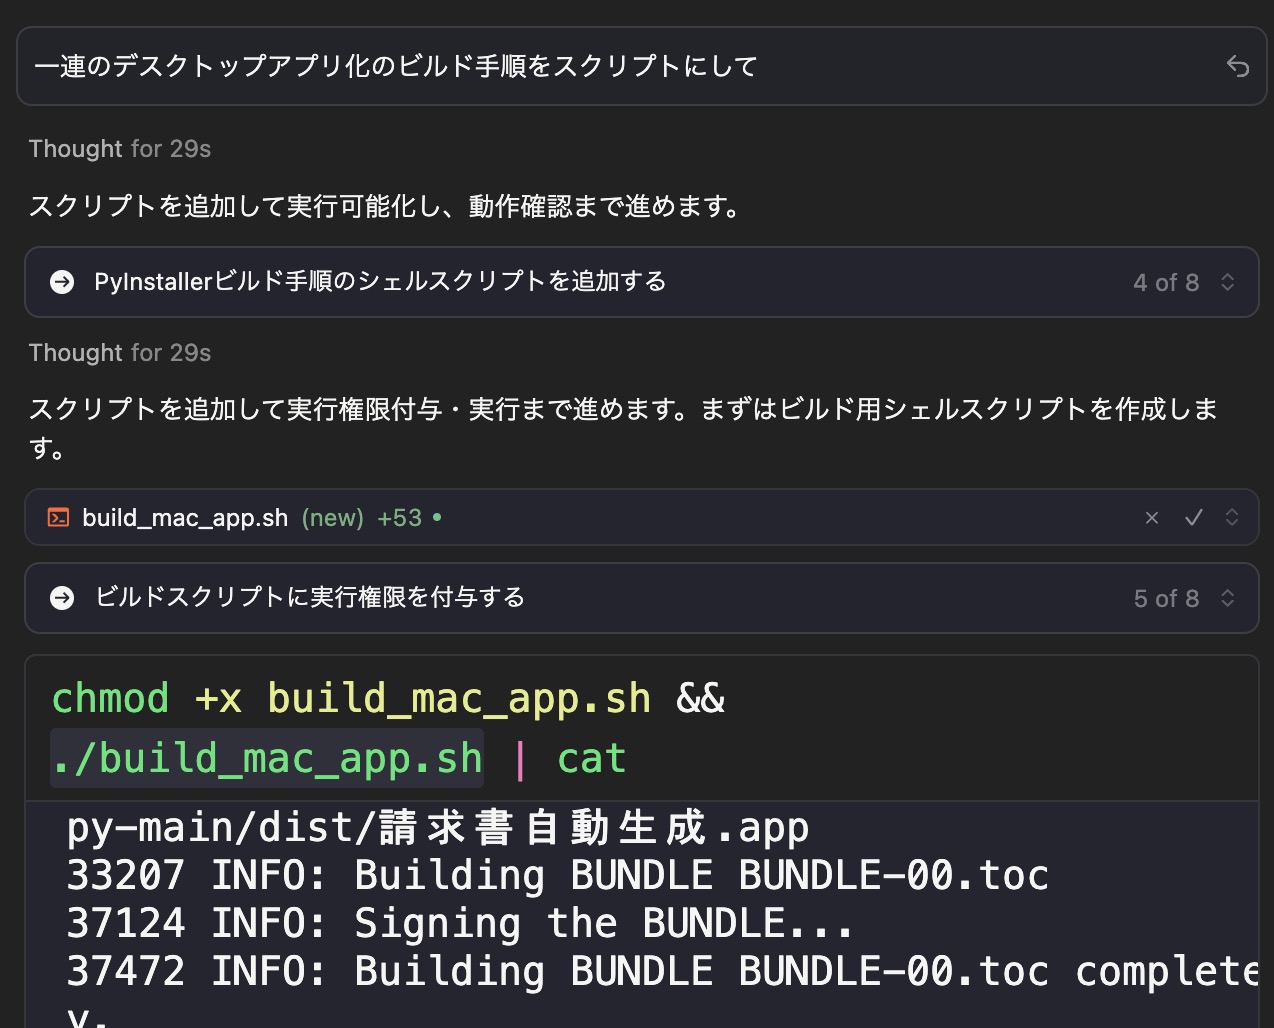 一連のデスクトップアプリ化のビルド手順をスクリプトにして
Thought for 29s
スクリプトを追加して実行可能化し、動作確認まで進めます。
PyInstallerビルド手順のシェルスクリプトを追加する 4 of 8
Thought for 29s
スクリプトを追加して実行権限付与・実行まで進めます。まずはビルド用シェルスクリプトを作成しま
す。
build_mac_app.sh (new) +53
ビルドスクリプトに実行権限を付与する 5 of 8
chmod +x build_mac_app.sh &&
./build_mac_app.sh | cat
py-main/dist/請求書自動生成.app
33207 INFO: Building BUNDLE BUNDLE-00.toc
37124 INFO: Signing the BUNDLE...
37472 INFO: Building BUNDLE BUNDLE-00.toc complete
y.